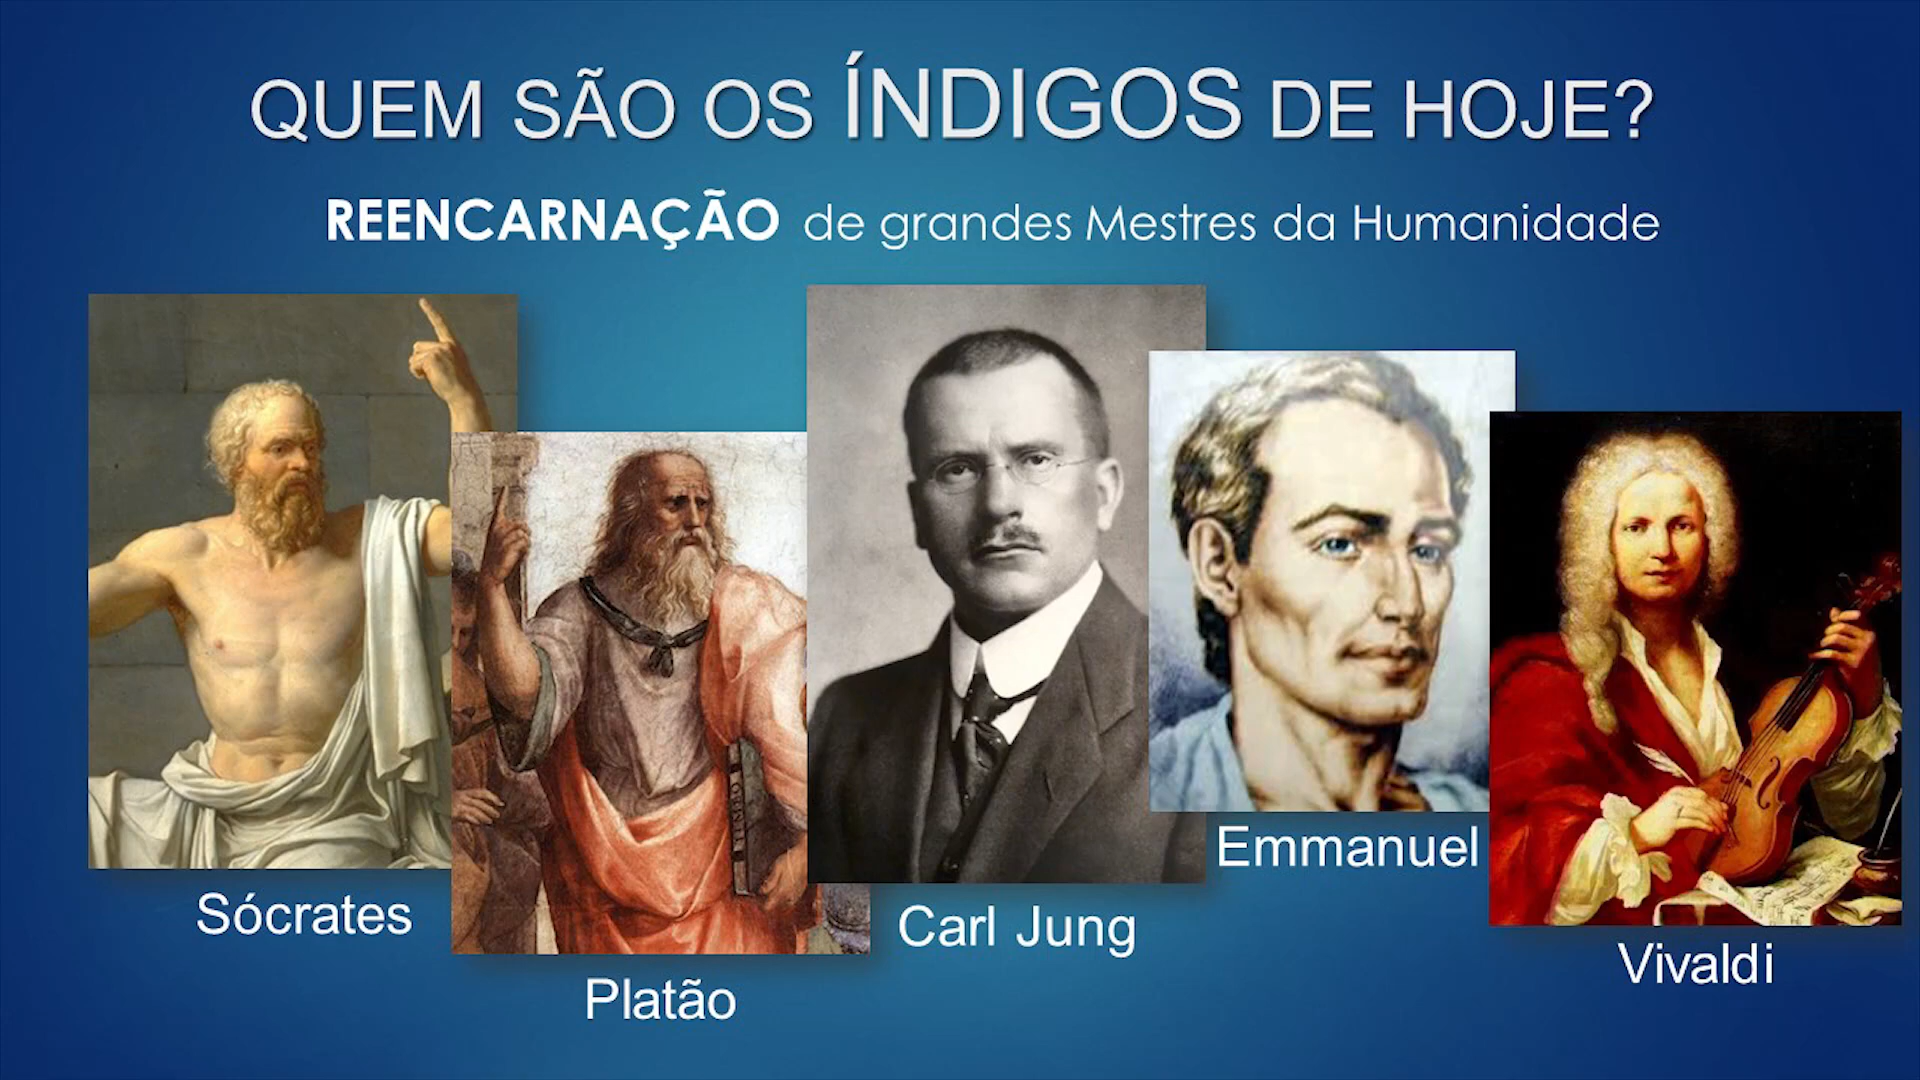 QUEM SÃO OS ÍNDIGOS DE HOJE?
REENCARNAÇÃO de grandes Mestres da Humanidade
Sócrates
Platão
Carl Jung
Emmanuel
Vivaldi